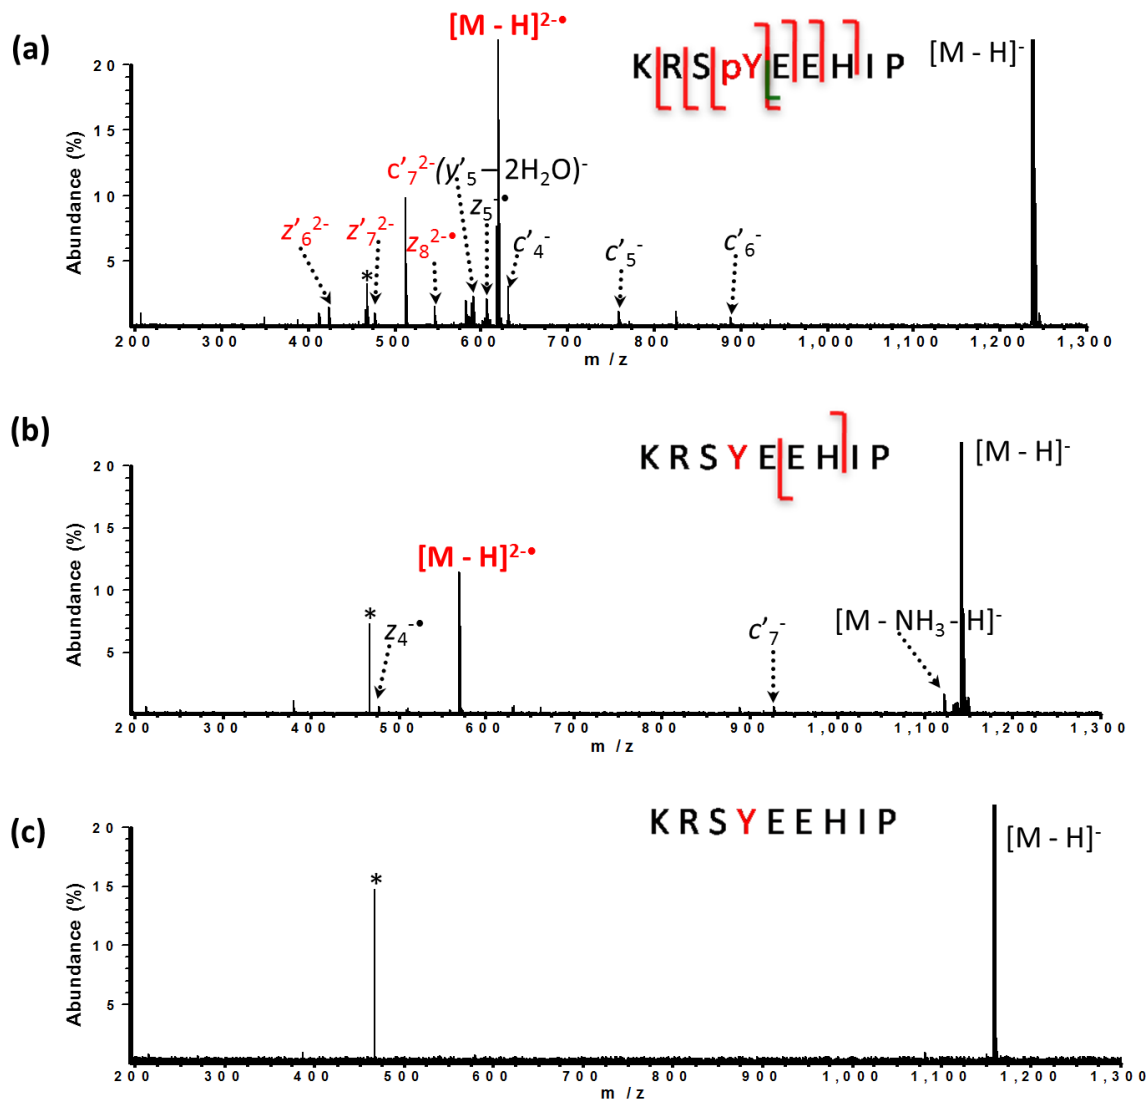 (a)
[M - H]²⁻•
KRSpYEEHIP
[M - H]⁻
20
15
10
5
Abundance (%)
c'₇²⁻ (y'₅ – 2H₂O)⁻
z'₆²⁻ z'₇²⁻ z₈²⁻• z₅⁻• c'₄⁻ c'₅⁻ c'₆⁻
*
200 300 400 500 600 700 800 900 1,000 1,100 1,200 1,300
m / z
(b)
KRSYEEHIP
[M - H]⁻
20
15
10
5
Abundance (%)
[M - H]²⁻•
* z₄⁻• c'₇⁻ [M - NH₃ - H]⁻
200 300 400 500 600 700 800 900 1,000 1,100 1,200 1,300
m / z
(c)
KRSYEEHIP
[M - H]⁻
20
15
10
5
Abundance (%)
*
200 300 400 500 600 700 800 900 1,000 1,100 1,200 1,300
m / z